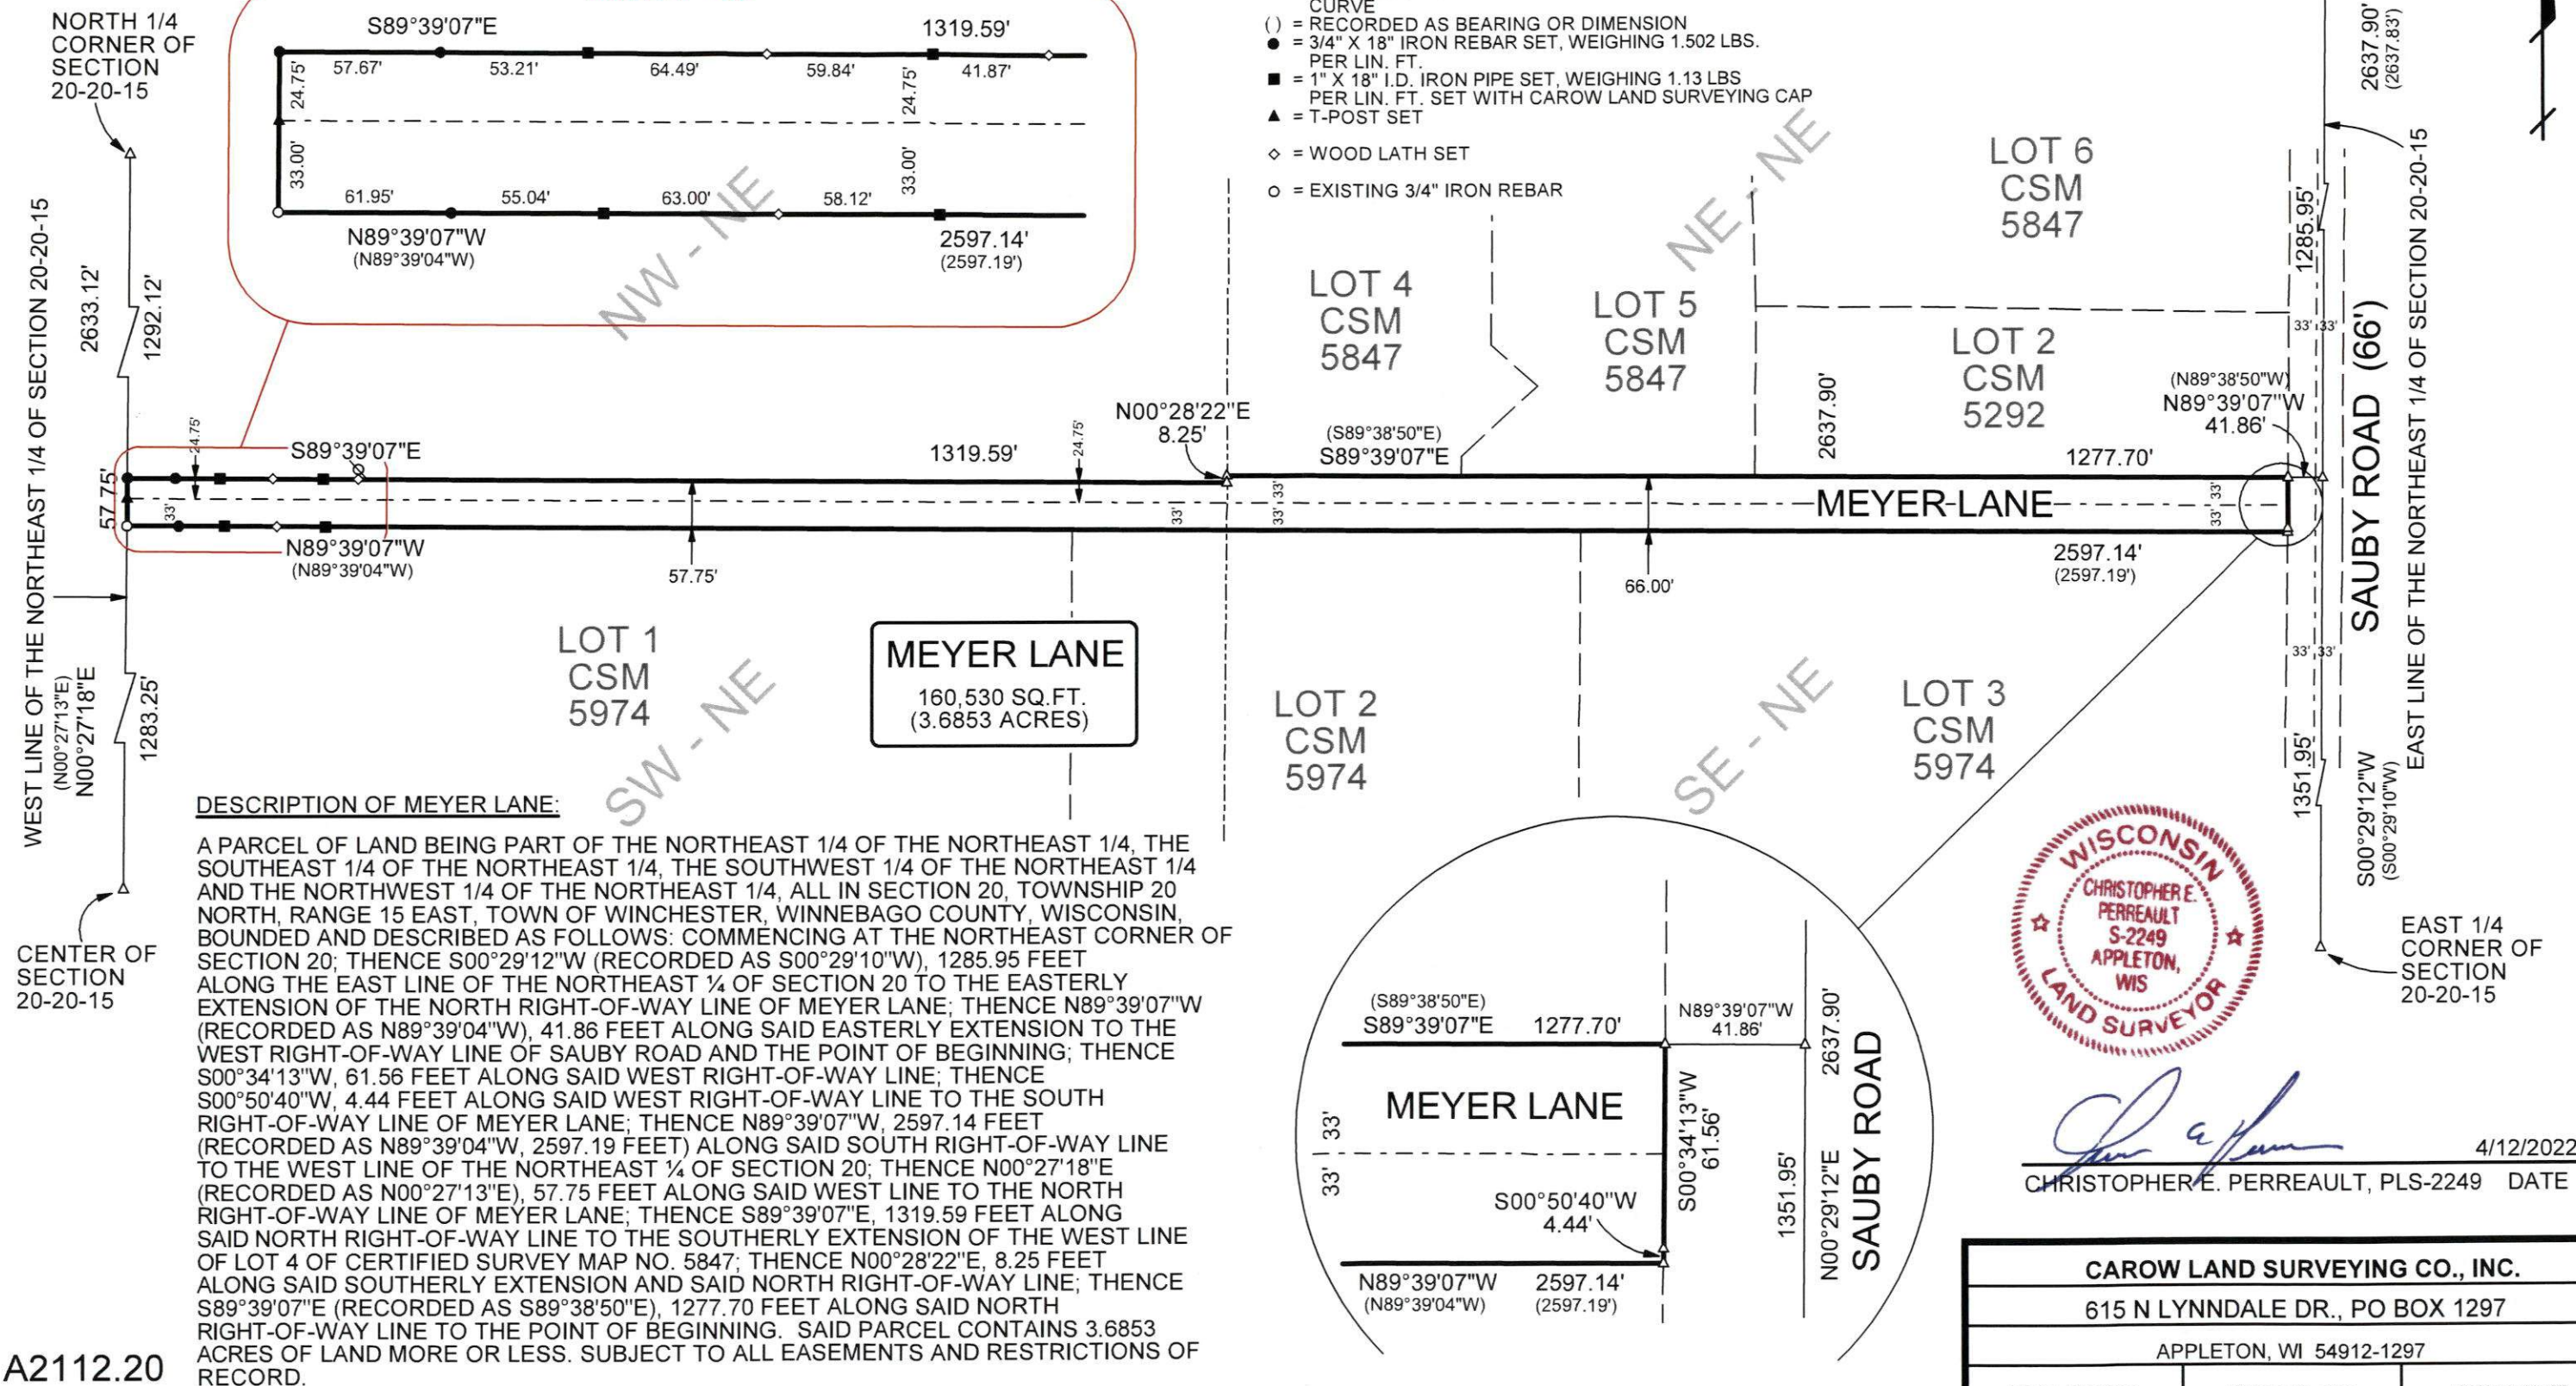 NORTH 1/4
CORNER OF
SECTION
20-20-15
S89°39'07"E
1319.59'
57.67'
53.21'
64.49'
59.84'
41.87'
24.75'
24.75'
33.00'
33.00'
61.95'
55.04'
63.00'
58.12'
N89°39'07"W
(N89°39'04"W)
2597.14'
(2597.19')
CURVE
( ) = RECORDED AS BEARING OR DIMENSION
● = 3/4" X 18" IRON REBAR SET, WEIGHING 1.502 LBS.
PER LIN. FT.
■ = 1" X 18" I.D. IRON PIPE SET, WEIGHING 1.13 LBS
PER LIN. FT. SET WITH CAROW LAND SURVEYING CAP
▲ = T-POST SET
◇ = WOOD LATH SET
○ = EXISTING 3/4" IRON REBAR
2637.90'
(2637.83')
NW - NE
NE - NE
LOT 6
CSM
5847
LOT 4
CSM
5847
LOT 5
CSM
5847
LOT 2
CSM
5292
1285.95'
33' 33'
SAUBY ROAD (66')
EAST LINE OF THE NORTHEAST 1/4 OF SECTION 20-20-15
WEST LINE OF THE NORTHEAST 1/4 OF SECTION 20-20-15
2633.12'
1292.12'
57.75'
24.75'
33'
S89°39'07"E
1319.59'
24.75'
N00°28'22"E
8.25'
(S89°38'50"E)
S89°39'07"E
2637.90'
1277.70'
(N89°38'50"W)
N89°39'07"W
41.86'
33'
33' 33'
33' 33'
MEYER LANE
33' 33'
33' 33'
N89°39'07"W
(N89°39'04"W)
57.75'
66.00'
2597.14'
(2597.19')
(N00°27'13"E)
N00°27'18"E
1283.25'
LOT 1
CSM
5974
SW - NE
MEYER LANE
160,530 SQ.FT.
(3.6853 ACRES)
LOT 2
CSM
5974
SE - NE
LOT 3
CSM
5974
1351.95'
S00°29'12"W
(S00°29'10"W)
CENTER OF
SECTION
20-20-15
EAST 1/4
CORNER OF
SECTION
20-20-15
DESCRIPTION OF MEYER LANE:
A PARCEL OF LAND BEING PART OF THE NORTHEAST 1/4 OF THE NORTHEAST 1/4, THE
SOUTHEAST 1/4 OF THE NORTHEAST 1/4, THE SOUTHWEST 1/4 OF THE NORTHEAST 1/4
AND THE NORTHWEST 1/4 OF THE NORTHEAST 1/4, ALL IN SECTION 20, TOWNSHIP 20
NORTH, RANGE 15 EAST, TOWN OF WINCHESTER, WINNEBAGO COUNTY, WISCONSIN,
BOUNDED AND DESCRIBED AS FOLLOWS: COMMENCING AT THE NORTHEAST CORNER OF
SECTION 20; THENCE S00°29'12"W (RECORDED AS S00°29'10"W), 1285.95 FEET
ALONG THE EAST LINE OF THE NORTHEAST ¼ OF SECTION 20 TO THE EASTERLY
EXTENSION OF THE NORTH RIGHT-OF-WAY LINE OF MEYER LANE; THENCE N89°39'07"W
(RECORDED AS N89°39'04"W), 41.86 FEET ALONG SAID EASTERLY EXTENSION TO THE
WEST RIGHT-OF-WAY LINE OF SAUBY ROAD AND THE POINT OF BEGINNING; THENCE
S00°34'13"W, 61.56 FEET ALONG SAID WEST RIGHT-OF-WAY LINE; THENCE
S00°50'40"W, 4.44 FEET ALONG SAID WEST RIGHT-OF-WAY LINE TO THE SOUTH
RIGHT-OF-WAY LINE OF MEYER LANE; THENCE N89°39'07"W, 2597.14 FEET
(RECORDED AS N89°39'04"W, 2597.19 FEET) ALONG SAID SOUTH RIGHT-OF-WAY LINE
TO THE WEST LINE OF THE NORTHEAST ¼ OF SECTION 20; THENCE N00°27'18"E
(RECORDED AS N00°27'13"E), 57.75 FEET ALONG SAID WEST LINE TO THE NORTH
RIGHT-OF-WAY LINE OF MEYER LANE; THENCE S89°39'07"E, 1319.59 FEET ALONG
SAID NORTH RIGHT-OF-WAY LINE TO THE SOUTHERLY EXTENSION OF THE WEST LINE
OF LOT 4 OF CERTIFIED SURVEY MAP NO. 5847; THENCE N00°28'22"E, 8.25 FEET
ALONG SAID SOUTHERLY EXTENSION AND SAID NORTH RIGHT-OF-WAY LINE; THENCE
S89°39'07"E (RECORDED AS S89°38'50"E), 1277.70 FEET ALONG SAID NORTH
RIGHT-OF-WAY LINE TO THE POINT OF BEGINNING. SAID PARCEL CONTAINS 3.6853
ACRES OF LAND MORE OR LESS. SUBJECT TO ALL EASEMENTS AND RESTRICTIONS OF
RECORD.
A2112.20
(S89°38'50"E)
S89°39'07"E 1277.70'
N89°39'07"W
41.86'
MEYER LANE
33'
33'
S00°34'13"W
61.56'
S00°50'40"W
4.44'
N89°39'07"W 2597.14'
(N89°39'04"W) (2597.19')
2637.90'
1351.95'
N00°29'12"E
SAUBY ROAD
WISCONSIN
CHRISTOPHER E.
PERREAULT
S-2249
APPLETON,
WIS
LAND SURVEYOR
4/12/2022
CHRISTOPHER E. PERREAULT, PLS-2249 DATE
CAROW LAND SURVEYING CO., INC.
615 N LYNNDALE DR., PO BOX 1297
APPLETON, WI 54912-1297